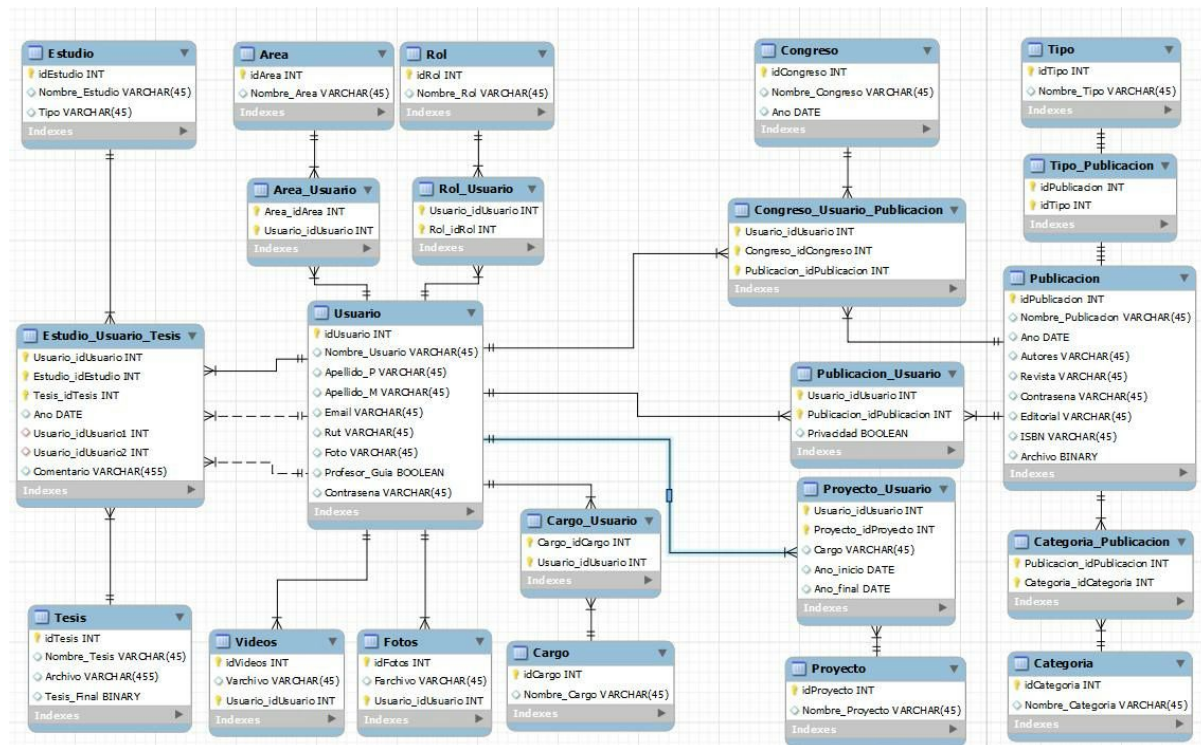 Estudio
idEstudio INT
Nombre_Estudio VARCHAR(45)
Tipo VARCHAR(45)
Indexes
Area
idArea INT
Nombre_Area VARCHAR(45)
Indexes
Rol
idRol INT
Nombre_Rol VARCHAR(45)
Indexes
Congreso
idCongreso INT
Nombre_Congreso VARCHAR(45)
Ano DATE
Indexes
Tipo
idTipo INT
Nombre_Tipo VARCHAR(45)
Indexes
Area_Usuario
Area_idArea INT
Usuario_idUsuario INT
Indexes
Rol_Usuario
Usuario_idUsuario INT
Rol_idRol INT
Indexes
Congreso_Usuario_Publicacion
Usuario_idUsuario INT
Congreso_idCongreso INT
Publicacion_idPublicacion INT
Indexes
Tipo_Publicacion
idPublicacion INT
idTipo INT
Indexes
Estudio_Usuario_Tesis
Usuario_idUsuario INT
Estudio_idEstudio INT
Tesis_idTesis INT
Ano DATE
Usuario_idUsuario1 INT
Usuario_idUsuario2 INT
Comentario VARCHAR(455)
Indexes
Usuario
idUsuario INT
Nombre_Usuario VARCHAR(45)
Apellido_P VARCHAR(45)
Apellido_M VARCHAR(45)
Email VARCHAR(45)
Rut VARCHAR(45)
Foto VARCHAR(45)
Profesor_Guia BOOLEAN
Contrasena VARCHAR(45)
Indexes
Publicacion_Usuario
Usuario_idUsuario INT
Publicacion_idPublicacion INT
Privacidad BOOLEAN
Indexes
Publicacion
idPublicacion INT
Nombre_Publicacion VARCHAR(45)
Ano DATE
Autores VARCHAR(45)
Revista VARCHAR(45)
Contrasena VARCHAR(45)
Editorial VARCHAR(45)
ISBN VARCHAR(45)
Archivo BINARY
Indexes
Cargo_Usuario
Cargo_idCargo INT
Usuario_idUsuario INT
Indexes
Proyecto_Usuario
Usuario_idUsuario INT
Proyecto_idProyecto INT
Cargo VARCHAR(45)
Ano_inicio DATE
Ano_final DATE
Indexes
Categoria_Publicacion
Publicacion_idPublicacion INT
Categoria_idCategoria INT
Indexes
Tesis
idTesis INT
Nombre_Tesis VARCHAR(45)
Archivo VARCHAR(455)
Tesis_Final BINARY
Indexes
Videos
idVideos INT
Varchivo VARCHAR(45)
Usuario_idUsuario INT
Indexes
Fotos
idFotos INT
Farchivo VARCHAR(45)
Usuario_idUsuario INT
Indexes
Cargo
idCargo INT
Nombre_Cargo VARCHAR(45)
Indexes
Proyecto
idProyecto INT
Nombre_Proyecto VARCHAR(45)
Indexes
Categoria
idCategoria INT
Nombre_Categoria VARCHAR(45)
Indexes